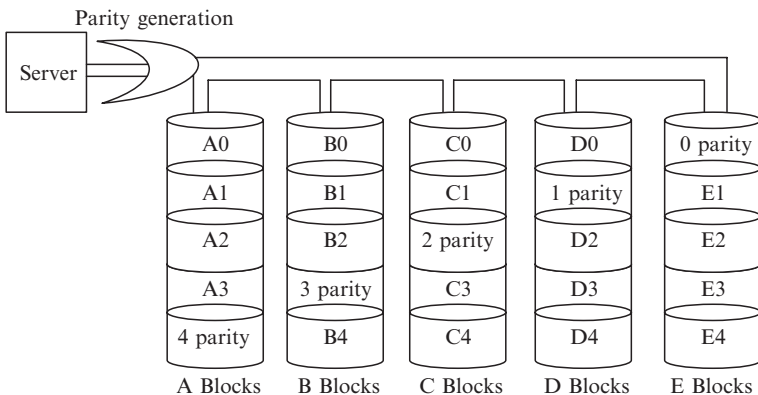 Parity generation
Server
A0 B0 C0 D0 0 parity
A1 B1 C1 1 parity E1
A2 B2 2 parity D2 E2
A3 3 parity C3 D3 E3
4 parity B4 C4 D4 E4
A Blocks B Blocks C Blocks D Blocks E Blocks